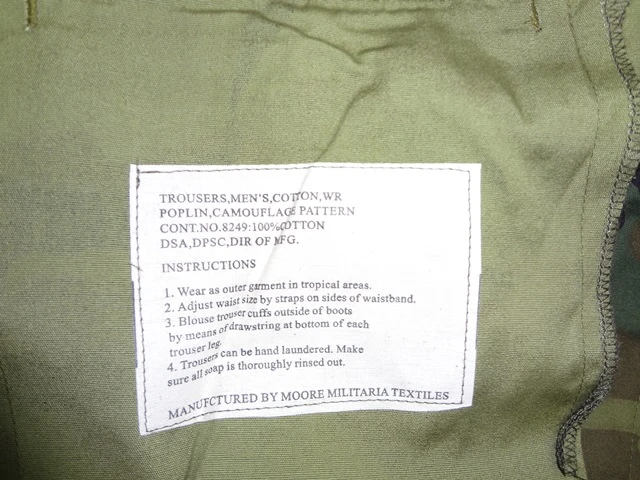 TROUSERS,MEN'S,COTTON,WR
POPLIN,CAMOUFLAGE PATTERN
CONT.NO.8249:100%COTTON
DSA,DPSC,DIR OF MFG.
INSTRUCTIONS
1. Wear as outer garment in tropical areas.
2. Adjust waist size by straps on sides of waistband.
3. Blouse trouser cuffs outside of boots
by means of drawstring at bottom of each
trouser leg.
4. Trousers can be hand laundered. Make
sure all soap is thoroughly rinsed out.
MANUFCTURED BY MOORE MILITARIA TEXTILES